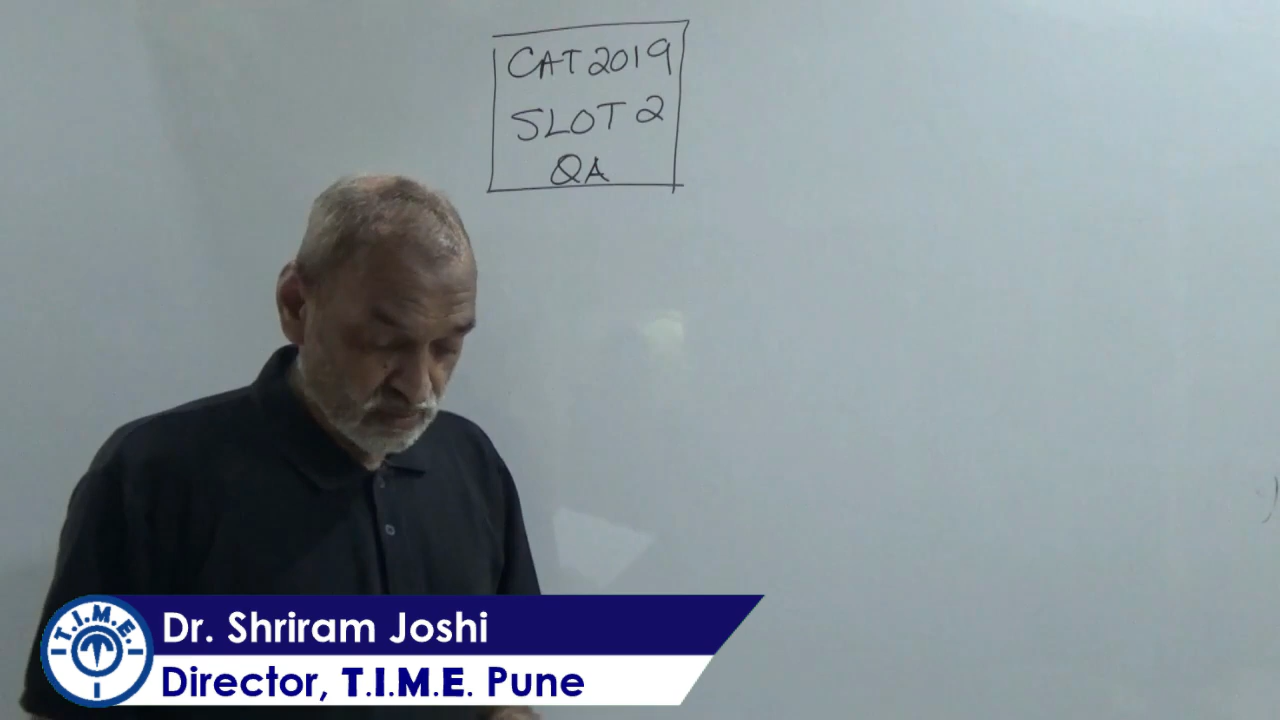 CAT 2019
SLOT 2
QA
T.I.M.E.
Dr. Shriram Joshi
Director, T.I.M.E. Pune